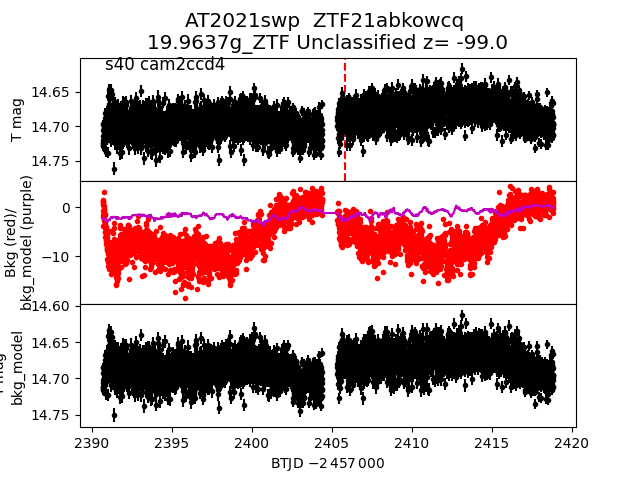 AT2021swp  ZTF21abkowcq
19.9637g_ZTF Unclassified z= -99.0
s40 cam2ccd4
T mag
14.65
14.70
14.75
Bkg (red)/
bkg_model (purple)
0
−10
bkg_model
14.60
14.65
14.70
14.75
2390 2395 2400 2405 2410 2415 2420
BTJD −2 457 000